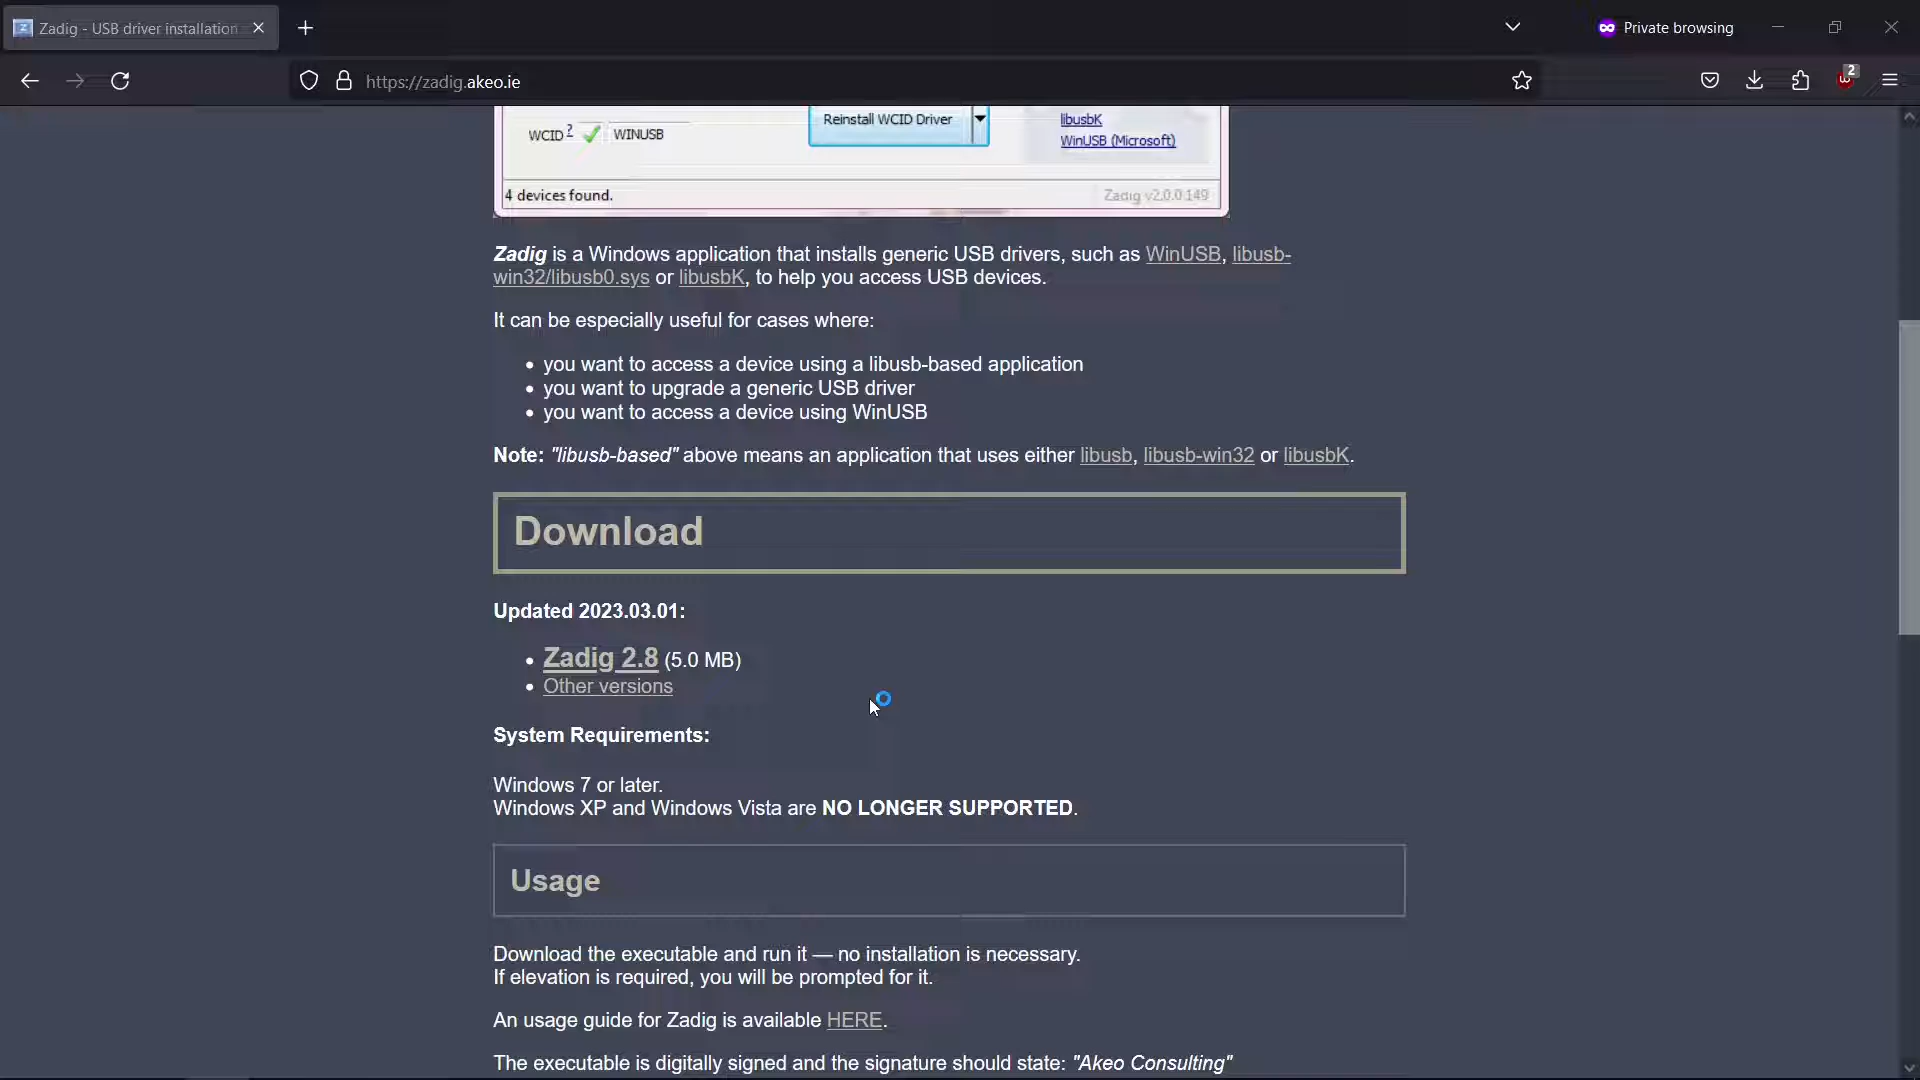 Zadig - USB driver installation
Private browsing
https://zadig.akeo.ie
2
WCID ? WINUSB
Reinstall WCID Driver
libusbK
WinUSB (Microsoft)
4 devices found.
Zadig v2.0.0.149
Zadig is a Windows application that installs generic USB drivers, such as WinUSB, libusb-
win32/libusb0.sys or libusbK, to help you access USB devices.
It can be especially useful for cases where:
• you want to access a device using a libusb-based application
• you want to upgrade a generic USB driver
• you want to access a device using WinUSB
Note: "libusb-based" above means an application that uses either libusb, libusb-win32 or libusbK.
Download
Updated 2023.03.01:
• Zadig 2.8 (5.0 MB)
• Other versions
System Requirements:
Windows 7 or later.
Windows XP and Windows Vista are NO LONGER SUPPORTED.
Usage
Download the executable and run it — no installation is necessary.
If elevation is required, you will be prompted for it.
An usage guide for Zadig is available HERE.
The executable is digitally signed and the signature should state: "Akeo Consulting"